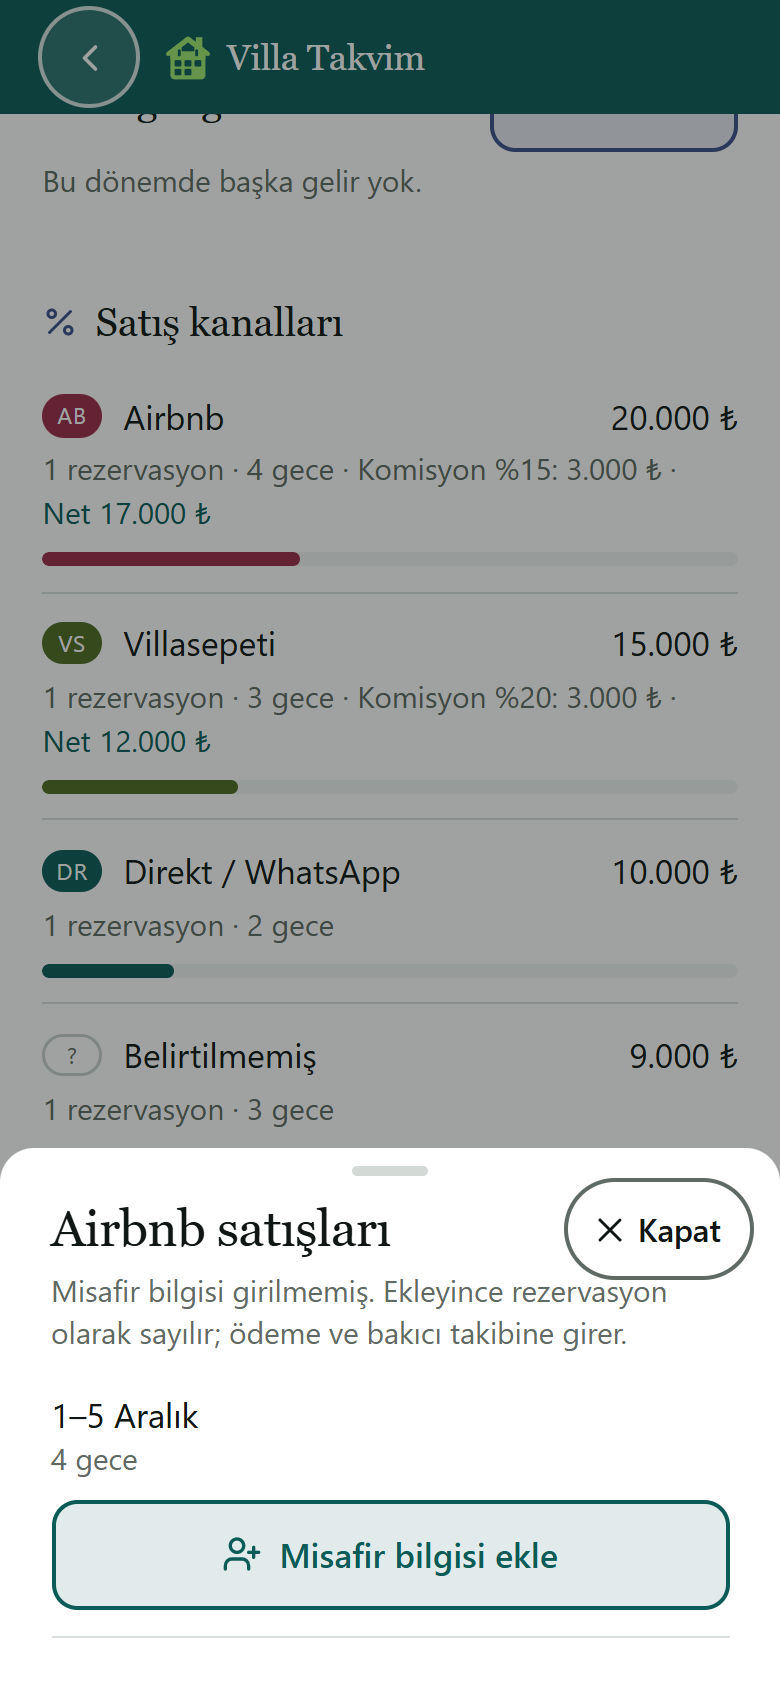 Villa Takvim
Bu dönemde başka gelir yok.
Satış kanalları
AB Airbnb 20.000 ₺
1 rezervasyon · 4 gece · Komisyon %15: 3.000 ₺ ·
Net 17.000 ₺
VS Villasepeti 15.000 ₺
1 rezervasyon · 3 gece · Komisyon %20: 3.000 ₺ ·
Net 12.000 ₺
DR Direkt / WhatsApp 10.000 ₺
1 rezervasyon · 2 gece
? Belirtilmemiş 9.000 ₺
1 rezervasyon · 3 gece
Airbnb satışları
Kapat
Misafir bilgisi girilmemiş. Ekleyince rezervasyon
olarak sayılır; ödeme ve bakıcı takibine girer.
1–5 Aralık
4 gece
Misafir bilgisi ekle